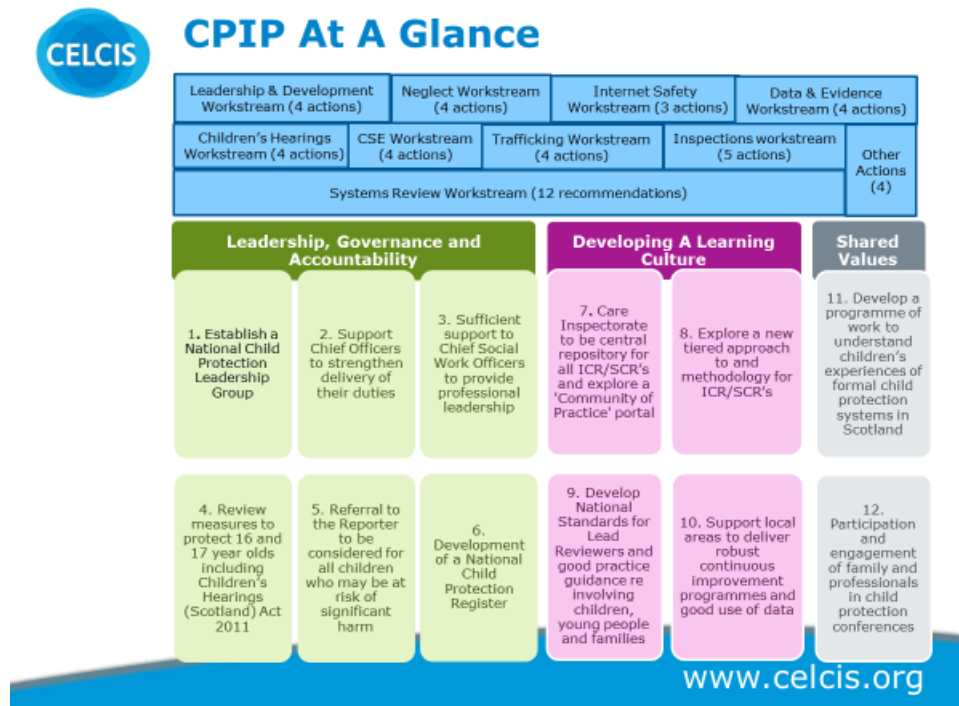 CELCIS
CPIP At A Glance
Leadership & Development
Workstream (4 actions)
Neglect Workstream
(4 actions)
Internet Safety
Workstream (3 actions)
Data & Evidence
Workstream (4 actions)
Children's Hearings
Workstream (4 actions)
CSE Workstream
(4 actions)
Trafficking Workstream
(4 actions)
Inspections workstream
(5 actions)
Other
Actions
(4)
Systems Review Workstream (12 recommendations)
Leadership, Governance and
Accountability
Developing A Learning
Culture
Shared
Values
1. Establish a
National Child
Protection
Leadership
Group
2. Support
Chief Officers
to strengthen
delivery of
their duties
3. Sufficient
support to
Chief Social
Work Officers
to provide
professional
leadership
7. Care
Inspectorate
to be central
repository for
all ICR/SCR's
and explore a
'Community of
Practice' portal
8. Explore a new
tiered approach
to and
methodology for
ICR/SCR's
11. Develop a
programme of
work to
understand
children's
experiences of
formal child
protection
systems in
Scotland
4. Review
measures to
protect 16 and
17 year olds
including
Children's
Hearings
(Scotland) Act
2011
5. Referral to
the Reporter
to be
considered for
all children
who may be at
risk of
significant
harm
6.
Development
of a National
Child
Protection
Register
9. Develop
National
Standards for
Lead
Reviewers and
good practice
guidance re
involving
children,
young people
and families
10. Support local
areas to deliver
robust
continuous
improvement
programmes and
good use of data
12.
Participation
and
engagement
of family and
professionals
in child
protection
conferences
www.celcis.org